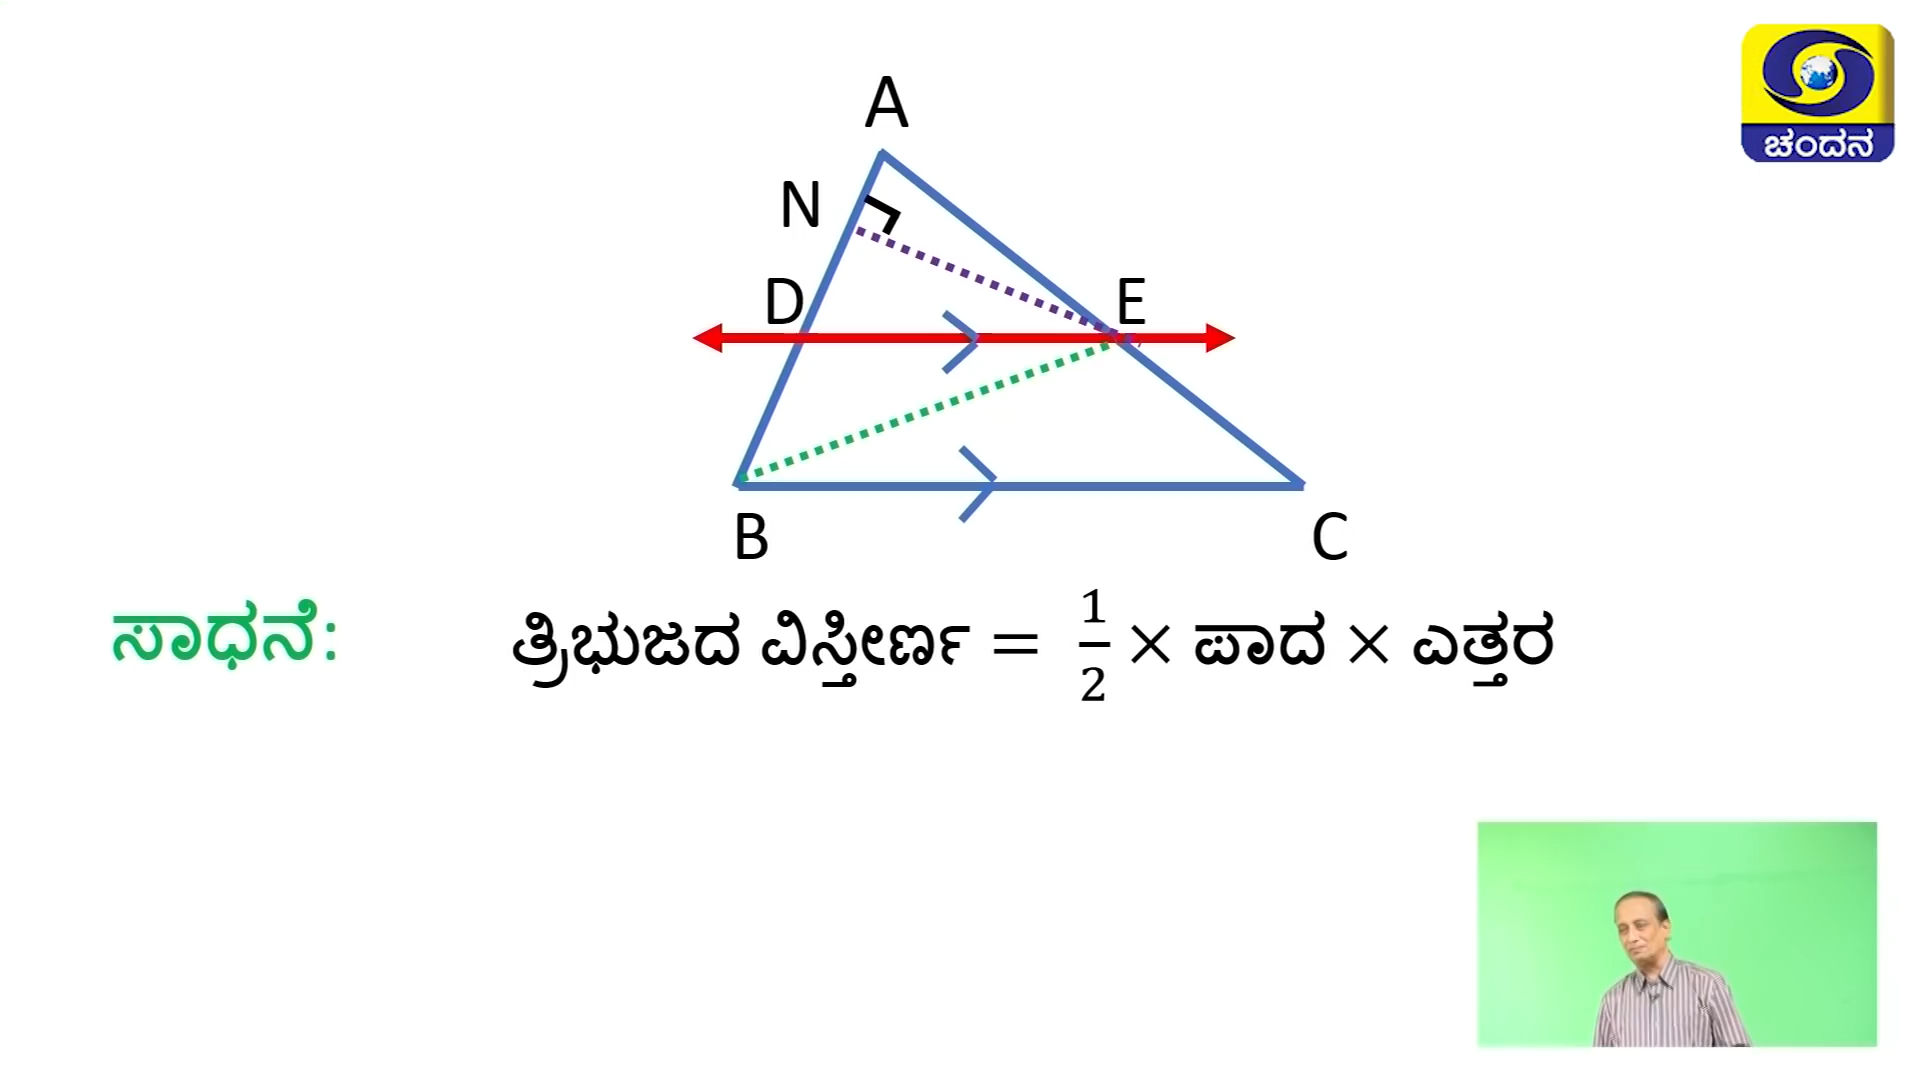 ಚಂದನ
A
N
D
E
B
C
ಸಾಧನೆ: ತ್ರಿಭುಜದ ವಿಸ್ತೀರ್ಣ = 1/2 × ಪಾದ × ಎತ್ತರ